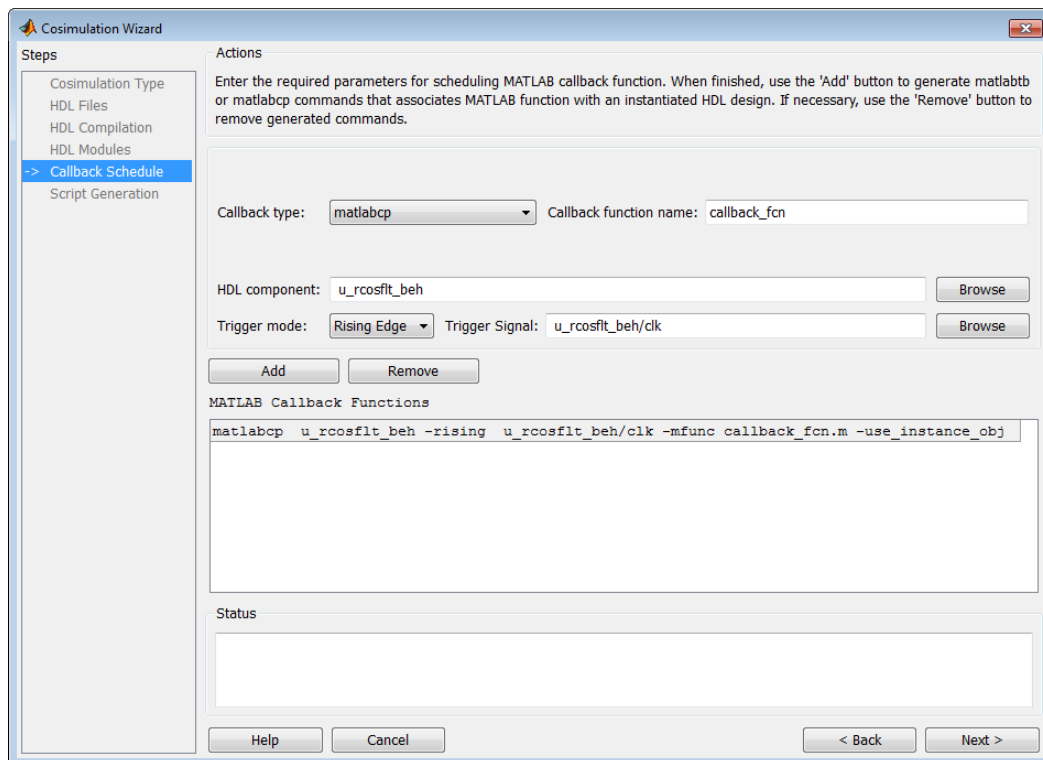 Cosimulation Wizard
Steps
Cosimulation Type
HDL Files
HDL Compilation
HDL Modules
-> Callback Schedule
Script Generation
Actions
Enter the required parameters for scheduling MATLAB callback function. When finished, use the 'Add' button to generate matlabtb
or matlabcp commands that associates MATLAB function with an instantiated HDL design. If necessary, use the 'Remove' button to
remove generated commands.
Callback type: matlabcp Callback function name: callback_fcn
HDL component: u_rcosflt_beh Browse
Trigger mode: Rising Edge Trigger Signal: u_rcosflt_beh/clk Browse
Add Remove
MATLAB Callback Functions
matlabcp u_rcosflt_beh -rising u_rcosflt_beh/clk -mfunc callback_fcn.m -use_instance_obj
Status
Help Cancel < Back Next >